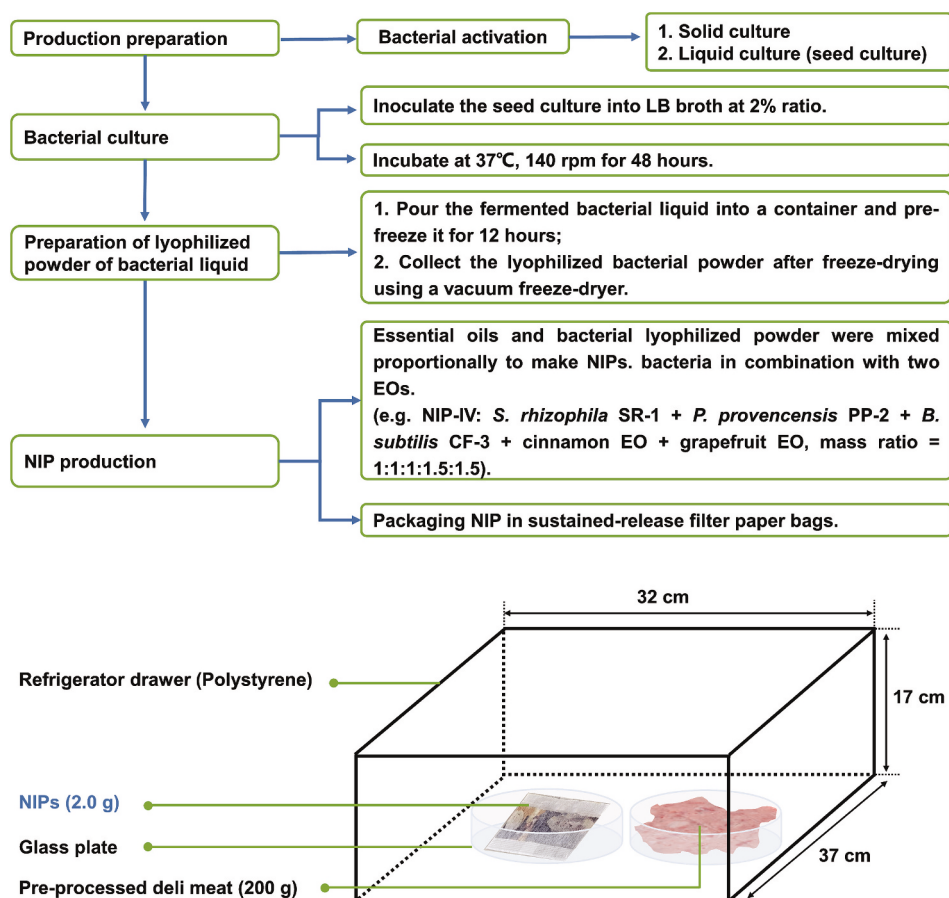 Production preparation
Bacterial activation
1. Solid culture
2. Liquid culture (seed culture)
Bacterial culture
Inoculate the seed culture into LB broth at 2% ratio.
Incubate at 37℃, 140 rpm for 48 hours.
Preparation of lyophilized
powder of bacterial liquid
1. Pour the fermented bacterial liquid into a container and pre-
freeze it for 12 hours;
2. Collect the lyophilized bacterial powder after freeze-drying
using a vacuum freeze-dryer.
NIP production
Essential oils and bacterial lyophilized powder were mixed
proportionally to make NIPs. bacteria in combination with two
EOs.
(e.g. NIP-IV: S. rhizophila SR-1 + P. provencensis PP-2 + B.
subtilis CF-3 + cinnamon EO + grapefruit EO, mass ratio =
1:1:1:1.5:1.5).
Packaging NIP in sustained-release filter paper bags.
32 cm
Refrigerator drawer (Polystyrene)
17 cm
NIPs (2.0 g)
Glass plate
37 cm
Pre-processed deli meat (200 g)